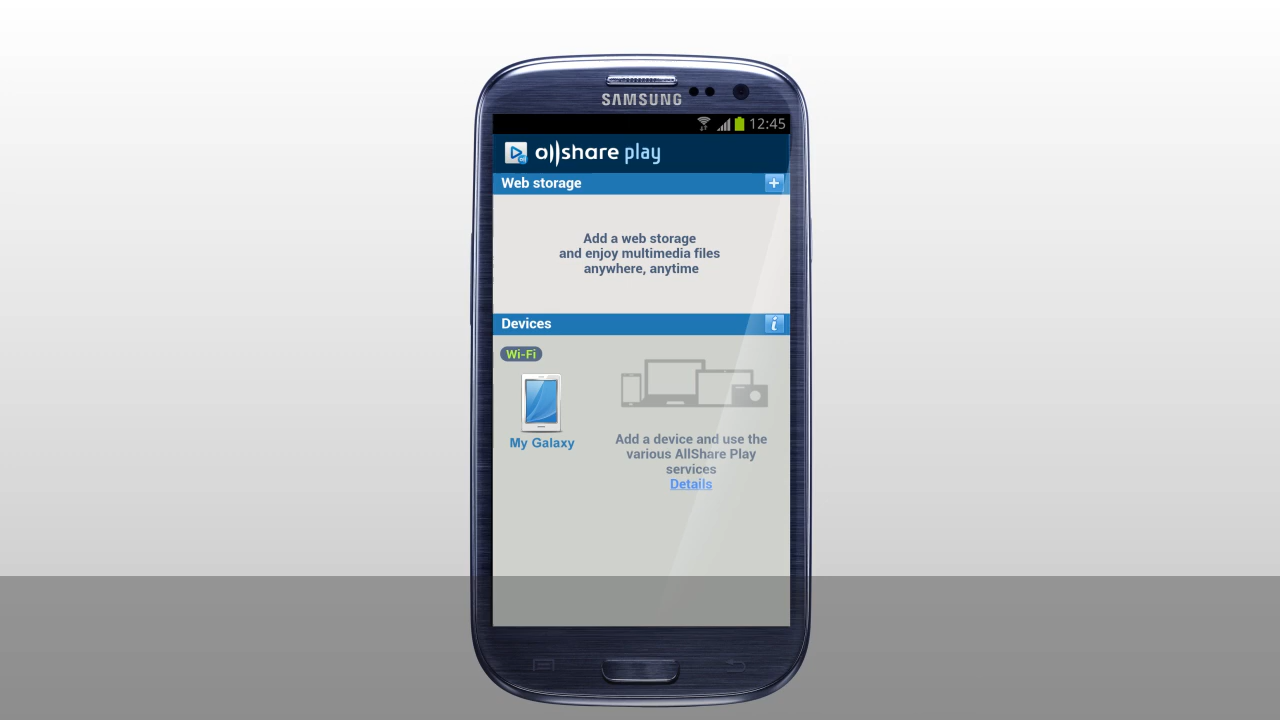 SAMSUNG
12:45
allshare play
Web storage
Add a web storage
and enjoy multimedia files
anywhere, anytime
Devices
Wi-Fi
My Galaxy
Add a device and use the
various AllShare Play
services
Details